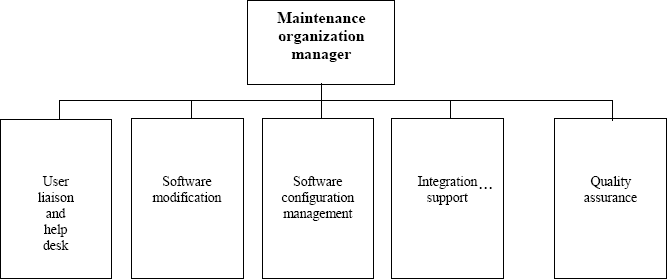 Maintenance
organization
manager
User
liaison
and
help
desk
Software
modification
Software
configuration
management
Integration...
support
Quality
assurance